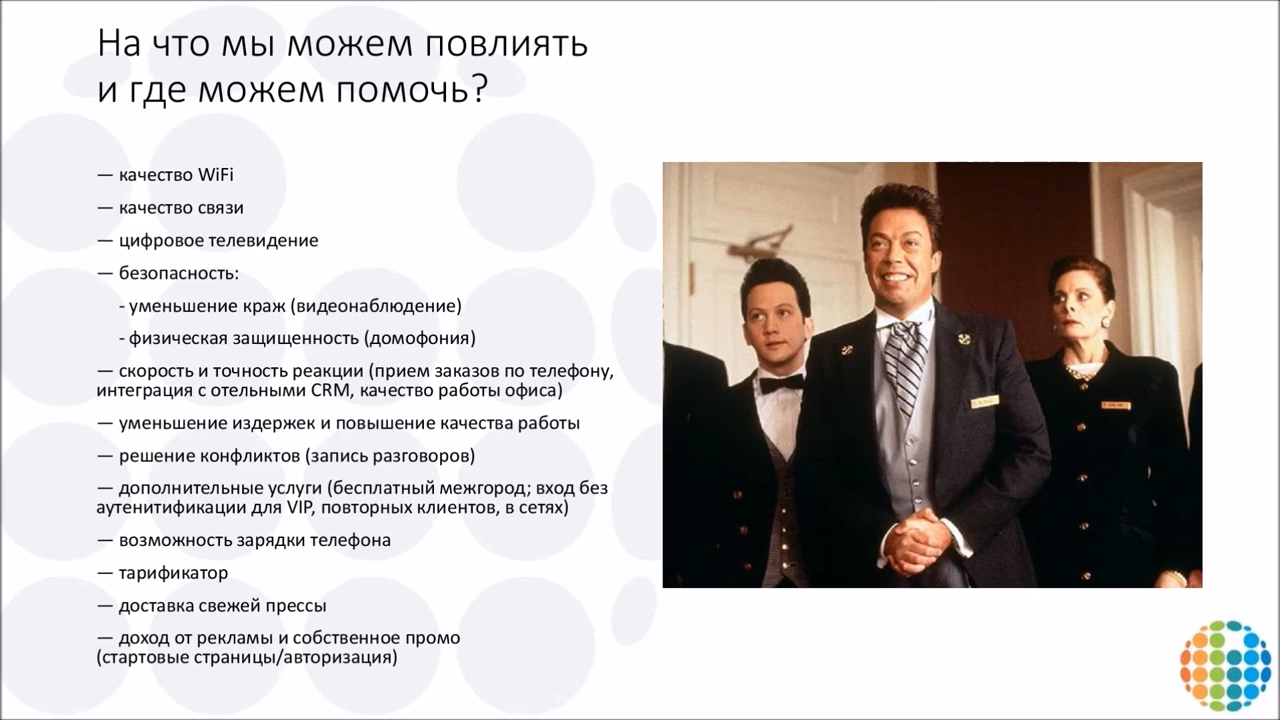 На что мы можем повлиять
и где можем помочь?
— качество WiFi
— качество связи
— цифровое телевидение
— безопасность:
- уменьшение краж (видеонаблюдение)
- физическая защищенность (домофония)
— скорость и точность реакции (прием заказов по телефону,
интеграция с отельными CRM, качество работы офиса)
— уменьшение издержек и повышение качества работы
— решение конфликтов (запись разговоров)
— дополнительные услуги (бесплатный межгород; вход без
аутенитификации для VIP, повторных клиентов, в сетях)
— возможность зарядки телефона
— тарификатор
— доставка свежей прессы
— доход от рекламы и собственное промо
(стартовые страницы/авторизация)